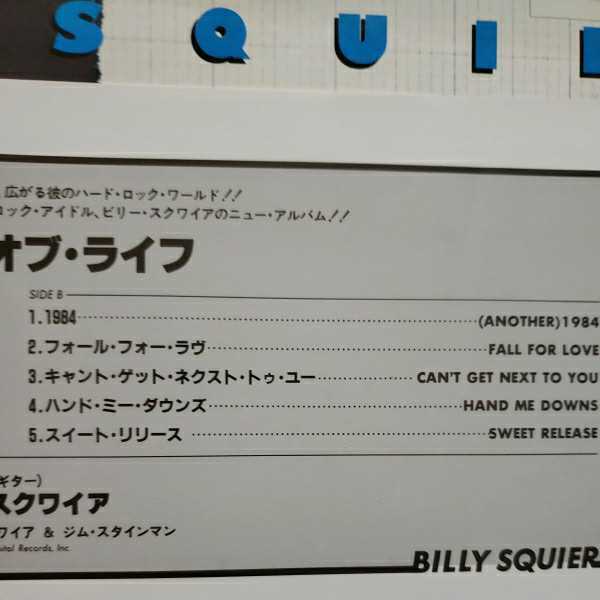 SQUI
広がる彼のハード・ロック・ワールド!!
ロック・アイドル、ビリー・スクワイアのニュー・アルバム!!
オブ・ライフ
SIDE B
1.1984 (ANOTHER)1984
2.フォール・フォー・ラヴ FALL FOR LOVE
3.キャント・ゲット・ネクスト・トゥ・ユー CAN'T GET NEXT TO YOU
4.ハンド・ミー・ダウンズ HAND ME DOWNS
5.スイート・リリース SWEET RELEASE
ギター)
スクワイア
ワイア & ジム・スタインマン
ital Records, Inc.
BILLY SQUIER